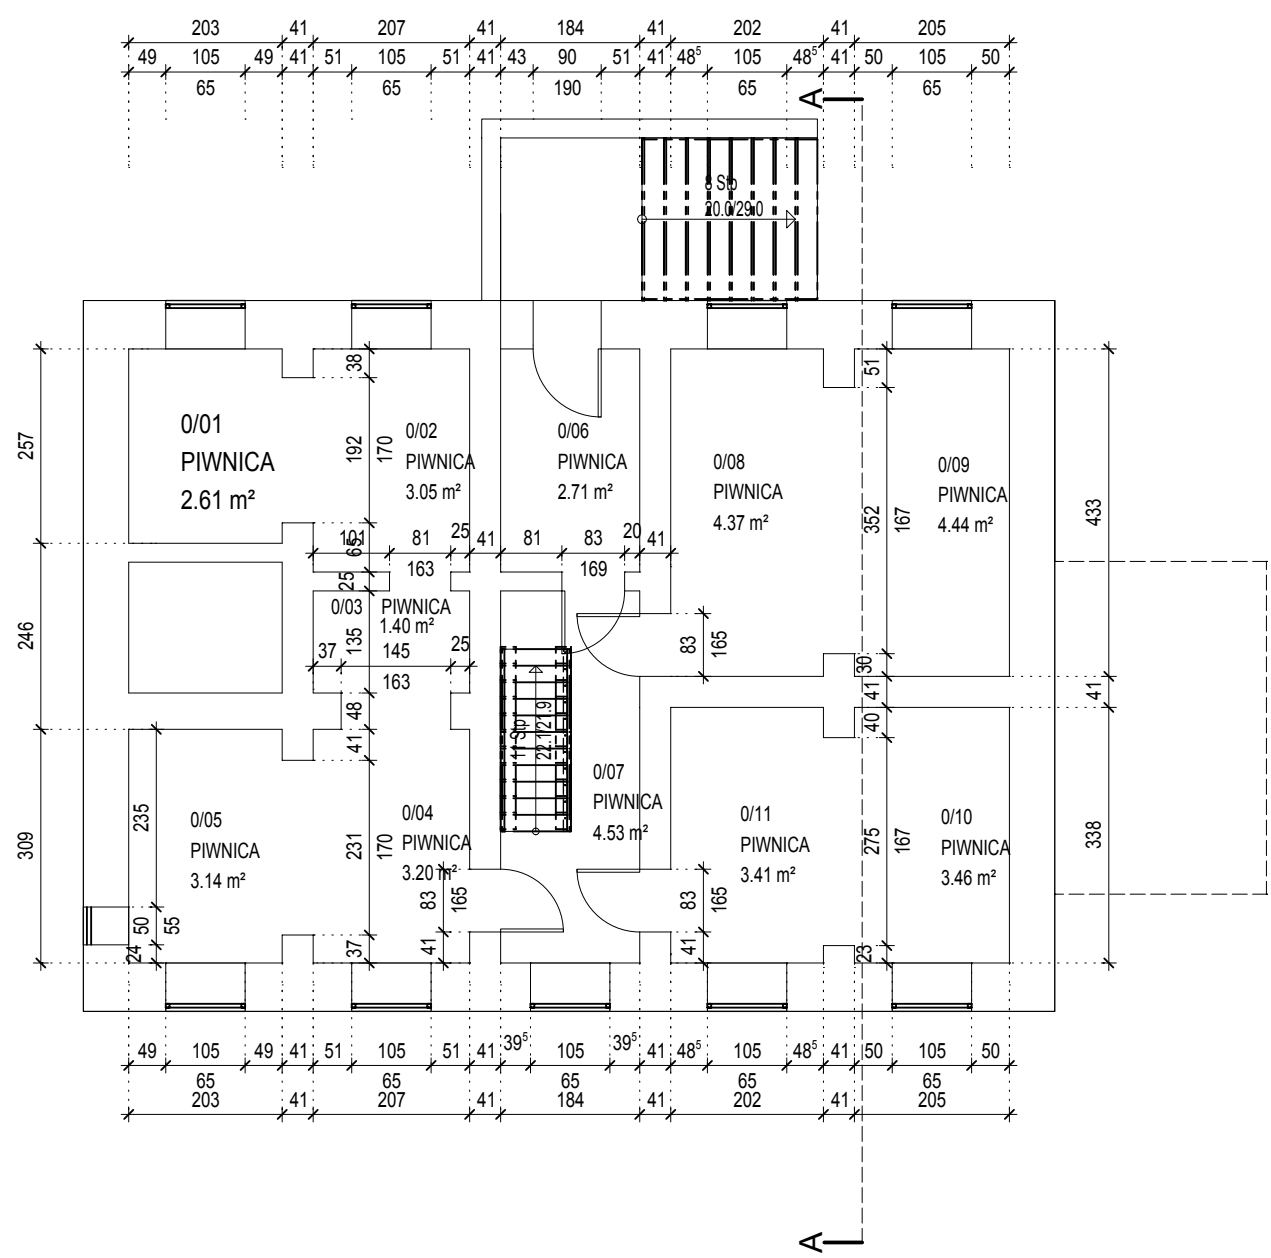 203 41 207 41 184 41 202 41 205
49 105 49 41 51 105 51 41 43 90 51 41 48⁵ 105 48⁵ 41 50 105 50
65 65 190 65 65
A
8 Stp
20.0/29.0
38
51
0/01
PIWNICA
2.61 m²
257
192
170
0/02
PIWNICA
3.05 m²
0/06
PIWNICA
2.71 m²
0/08
PIWNICA
4.37 m²
352
167
0/09
PIWNICA
4.44 m²
433
101 81 25 41 81 83 20 41
163 169
65
25
0/03 PIWNICA
1.40 m²
135
246
37 145 25
163
83
165
30
41
41
48
41
40
11 Stp
22.1/21.9
0/07
PIWNICA
4.53 m²
235
309
0/05
PIWNICA
3.14 m²
231
170
0/04
PIWNICA
3.20 m²
0/11
PIWNICA
3.41 m²
275
167
0/10
PIWNICA
3.46 m²
338
50
55
24
37
83
165
41
83
165
41
23
49 105 49 41 51 105 51 41 39⁵ 105 39⁵ 41 48⁵ 105 48⁵ 41 50 105 50
65 65 65 65 65
203 41 207 41 184 41 202 41 205
A